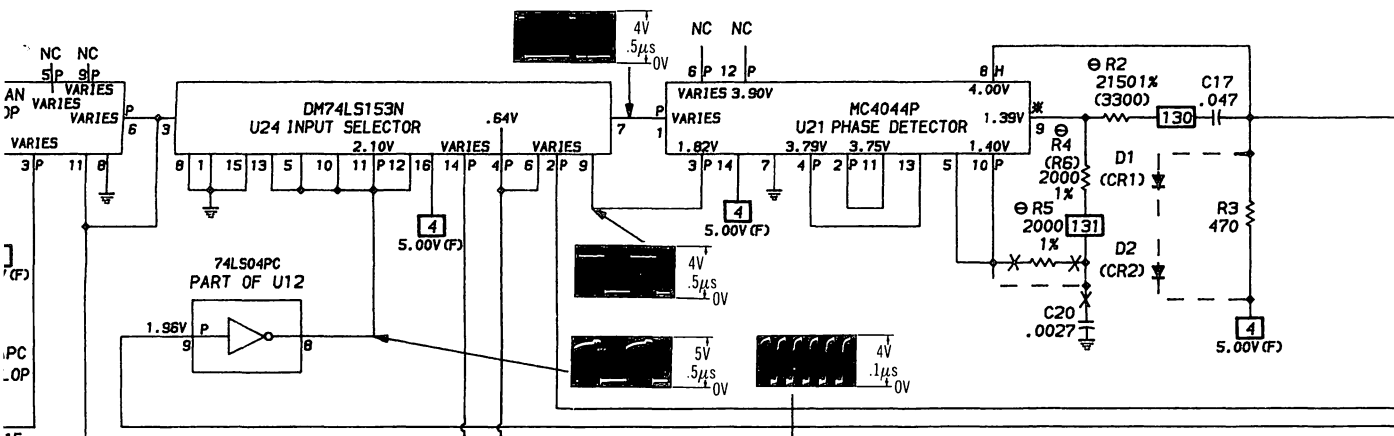 4V
.5µs
0V
NC NC
5 P 9 P
VARIES
VARIES
AN
OP
VARIES
P
6
VARIES
3 P 11 8
3
DM74LS153N
U24 INPUT SELECTOR
.64V
2.10V
VARIES
VARIES
7
8 1 15 13 5 10 11 P 12 16 14 P 4 P 6 2 P 9
4
5.00V(F)
NC NC
6 P 12 P
8 H
VARIES 3.90V
4.00V
P
1
VARIES
MC4044P
U21 PHASE DETECTOR
1.39V
9
1.82V
3.79V 3.75V
1.40V
3 P 14 7 4 P 2 P 11 13 5 10 P
4
5.00V(F)
⊖ R2
21501%
(3300)
130
C17
.047
⊖
R4
(R6)
2000
1%
⊖ R5
2000
1%
131
D1
(CR1)
D2
(CR2)
R3
470
C20
.0027
4
5.00V(F)
4V
.5µs
0V
(F)
74LS04PC
PART OF U12
1.96V
9
P
8
5V
.5µs
0V
4V
.1µs
0V
PC
LOP